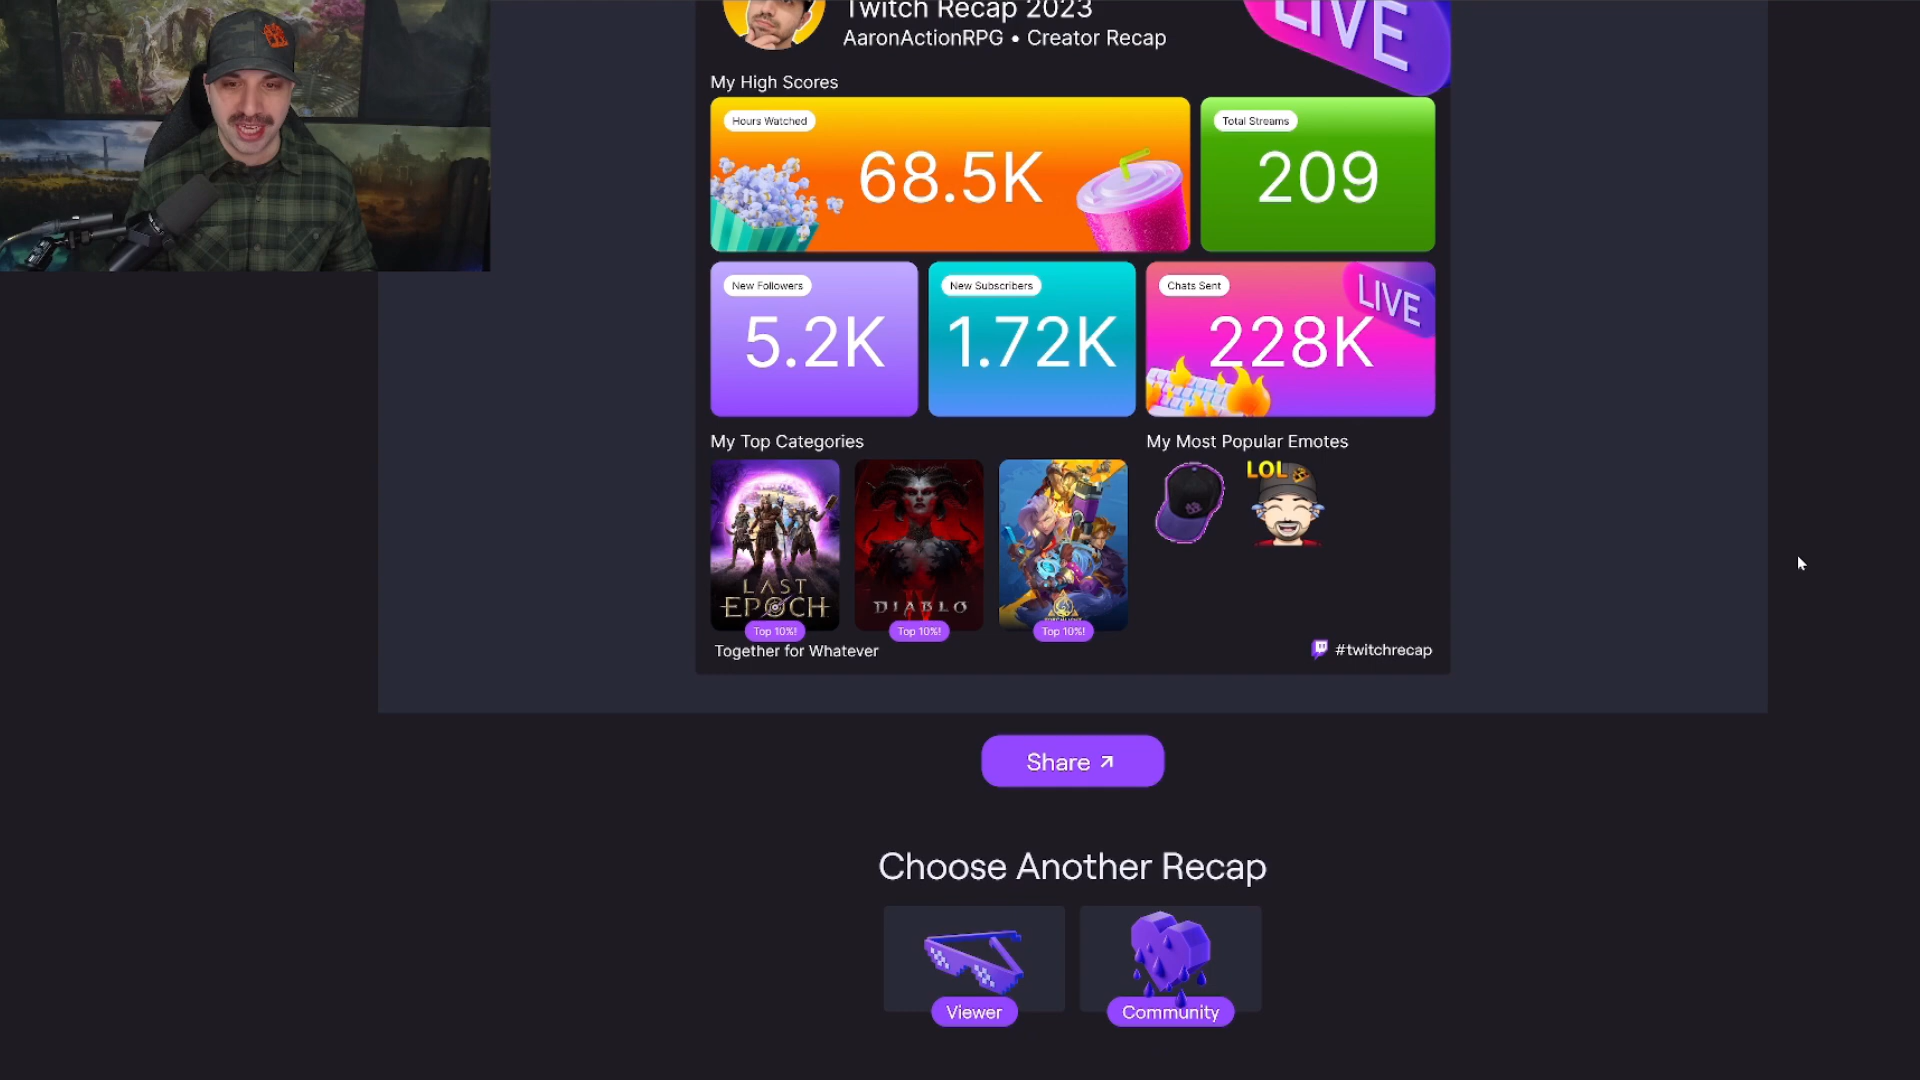 Twitch Recap 2023
AaronActionRPG • Creator Recap
LIVE
My High Scores
Hours Watched
68.5K
Total Streams
209
New Followers
5.2K
New Subscribers
1.72K
Chats Sent
228K
LIVE
My Top Categories
My Most Popular Emotes
LAST
EPOCH
DIABLO
LOL
Top 10%!
Top 10%!
Top 10%!
Together for Whatever
#twitchrecap
Share
Choose Another Recap
Viewer
Community